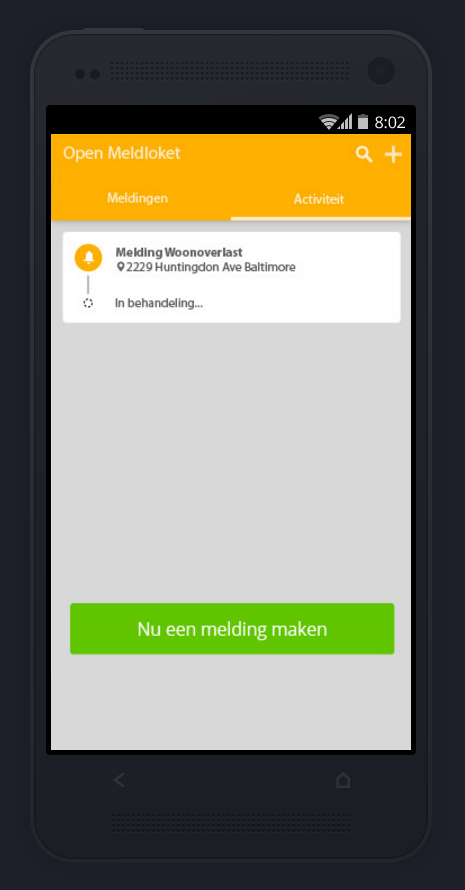 8:02
Open Meldloket
Meldingen Activiteit
Melding Woonoverlast
2229 Huntingdon Ave Baltimore
In behandeling...
Nu een melding maken